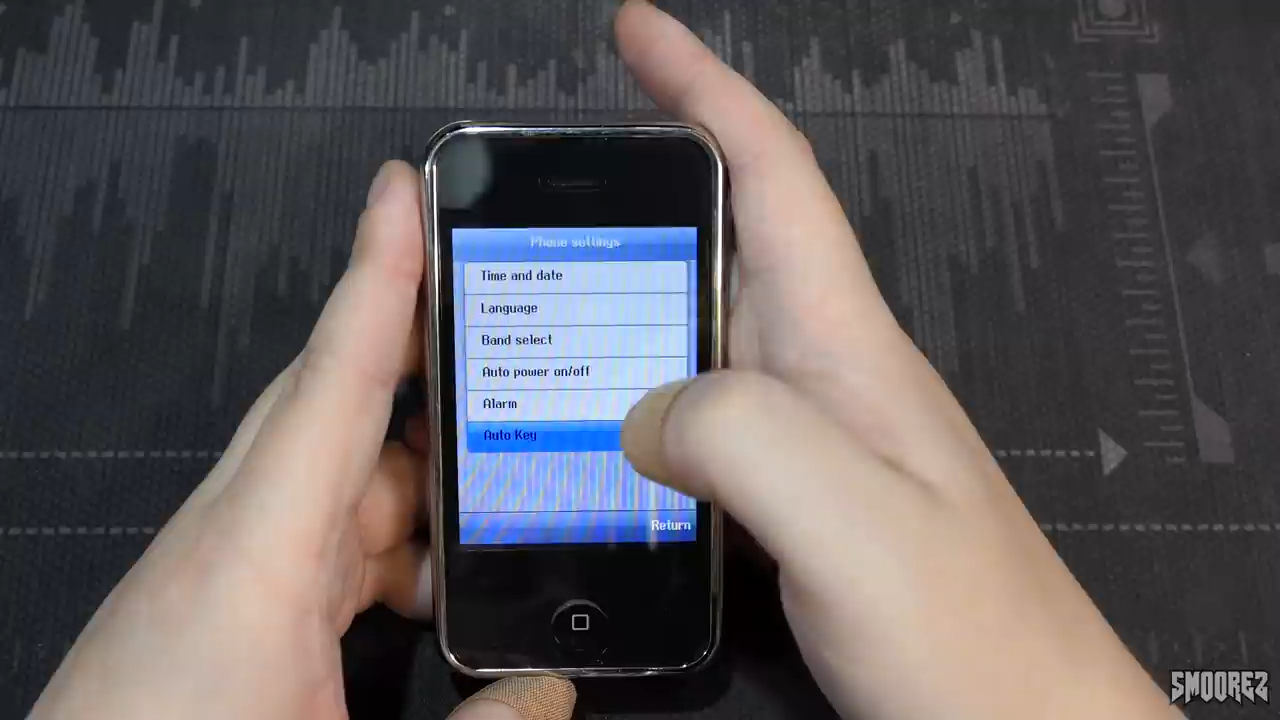 Phone settings
Time and date
Language
Band select
Auto power on/off
Alarm
Auto Key
Return
SMOOREZ